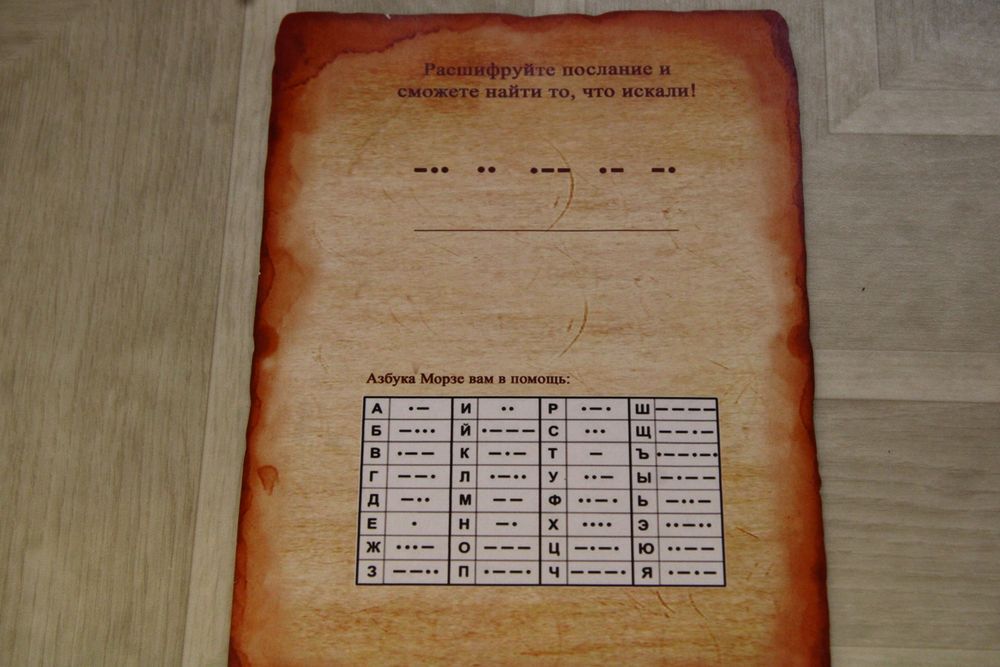 Расшифруйте послание и
сможете найти то, что искали!
−•• •• •−− •− −•
Азбука Морзе вам в помощь:
А •− И •• Р •−• Ш −−−−
Б −••• Й •−−− С ••• Щ −−•−
В •−− К −•− Т − Ъ •−−•−•
Г −−• Л •−•• У ••− Ы −•−−
Д −•• М −− Ф ••−• Ь −••−
Е • Н −• Х •••• Э ••−••
Ж •••− О −−− Ц −•−• Ю ••−−
З −−•• П •−−• Ч −−−• Я •−•−